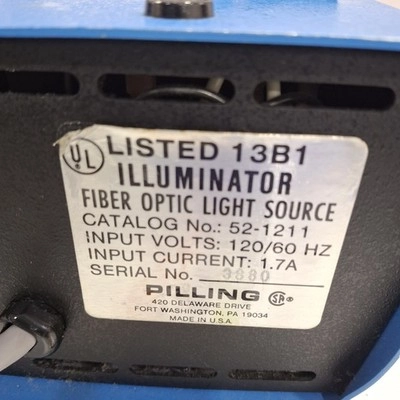 UL LISTED 13B1
ILLUMINATOR
FIBER OPTIC LIGHT SOURCE
CATALOG No.: 52-1211
INPUT VOLTS: 120/60 HZ
INPUT CURRENT: 1.7A
SERIAL No. 3880
PILLING SA
420 DELAWARE DRIVE
FORT WASHINGTON, PA 19034
MADE IN U.S.A.